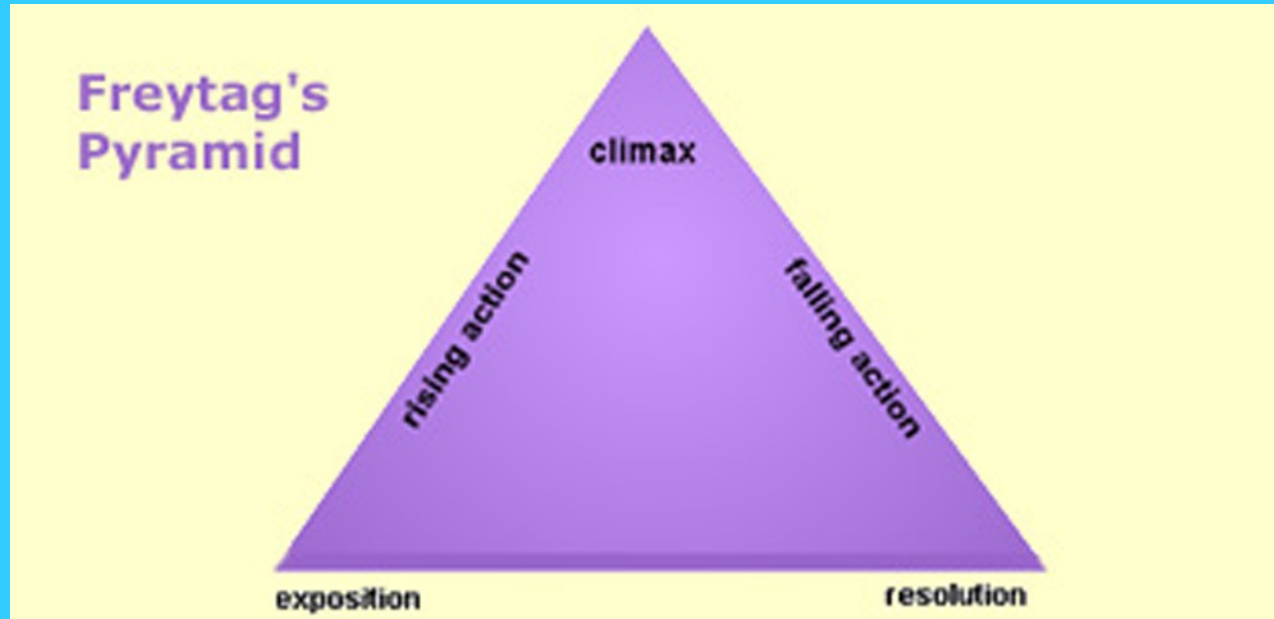 Freytag's
Pyramid
climax
rising action
falling action
exposition
resolution